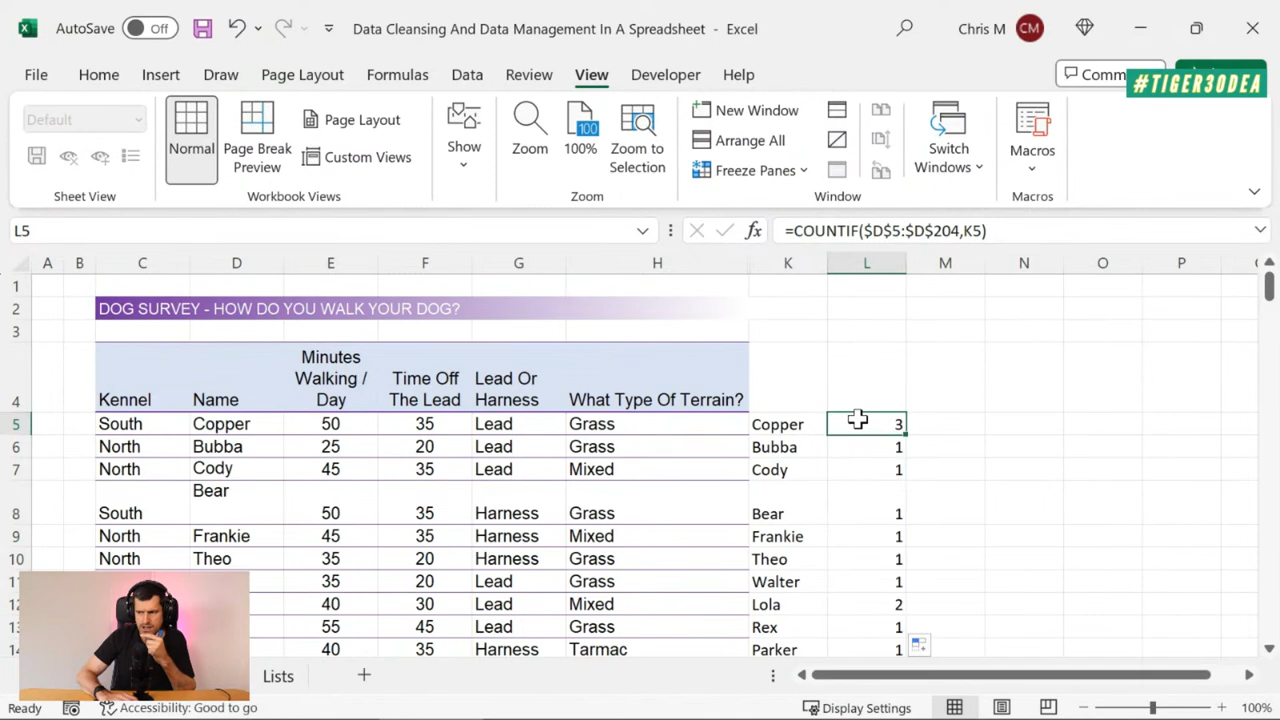 AutoSave Off Data Cleansing And Data Management In A Spreadsheet - Excel Chris M CM
File Home Insert Draw Page Layout Formulas Data Review View Developer Help
#TIGER30DEA
Default
Sheet View
Normal
Page Break Preview
Page Layout
Custom Views
Workbook Views
Show
Zoom
100
100%
Zoom to Selection
Zoom
New Window
Arrange All
Freeze Panes
Switch Windows
Window
Macros
Macros
L5 fx =COUNTIF($D$5:$D$204,K5)
A B C D E F G H K L M N O P
1
2 DOG SURVEY - HOW DO YOU WALK YOUR DOG?
3
4 Kennel Name Minutes Walking / Day Time Off The Lead Lead Or Harness What Type Of Terrain?
5 South Copper 50 35 Lead Grass Copper 3
6 North Bubba 25 20 Lead Grass Bubba 1
7 North Cody 45 35 Lead Mixed Cody 1
8 South Bear 50 35 Harness Grass Bear 1
9 North Frankie 45 35 Harness Mixed Frankie 1
10 North Theo 35 20 Harness Grass Theo 1
35 20 Lead Grass Walter 1
40 30 Lead Mixed Lola 2
55 45 Lead Grass Rex 1
40 35 Harness Tarmac Parker 1
Lists
Ready Accessibility: Good to go Display Settings 100%